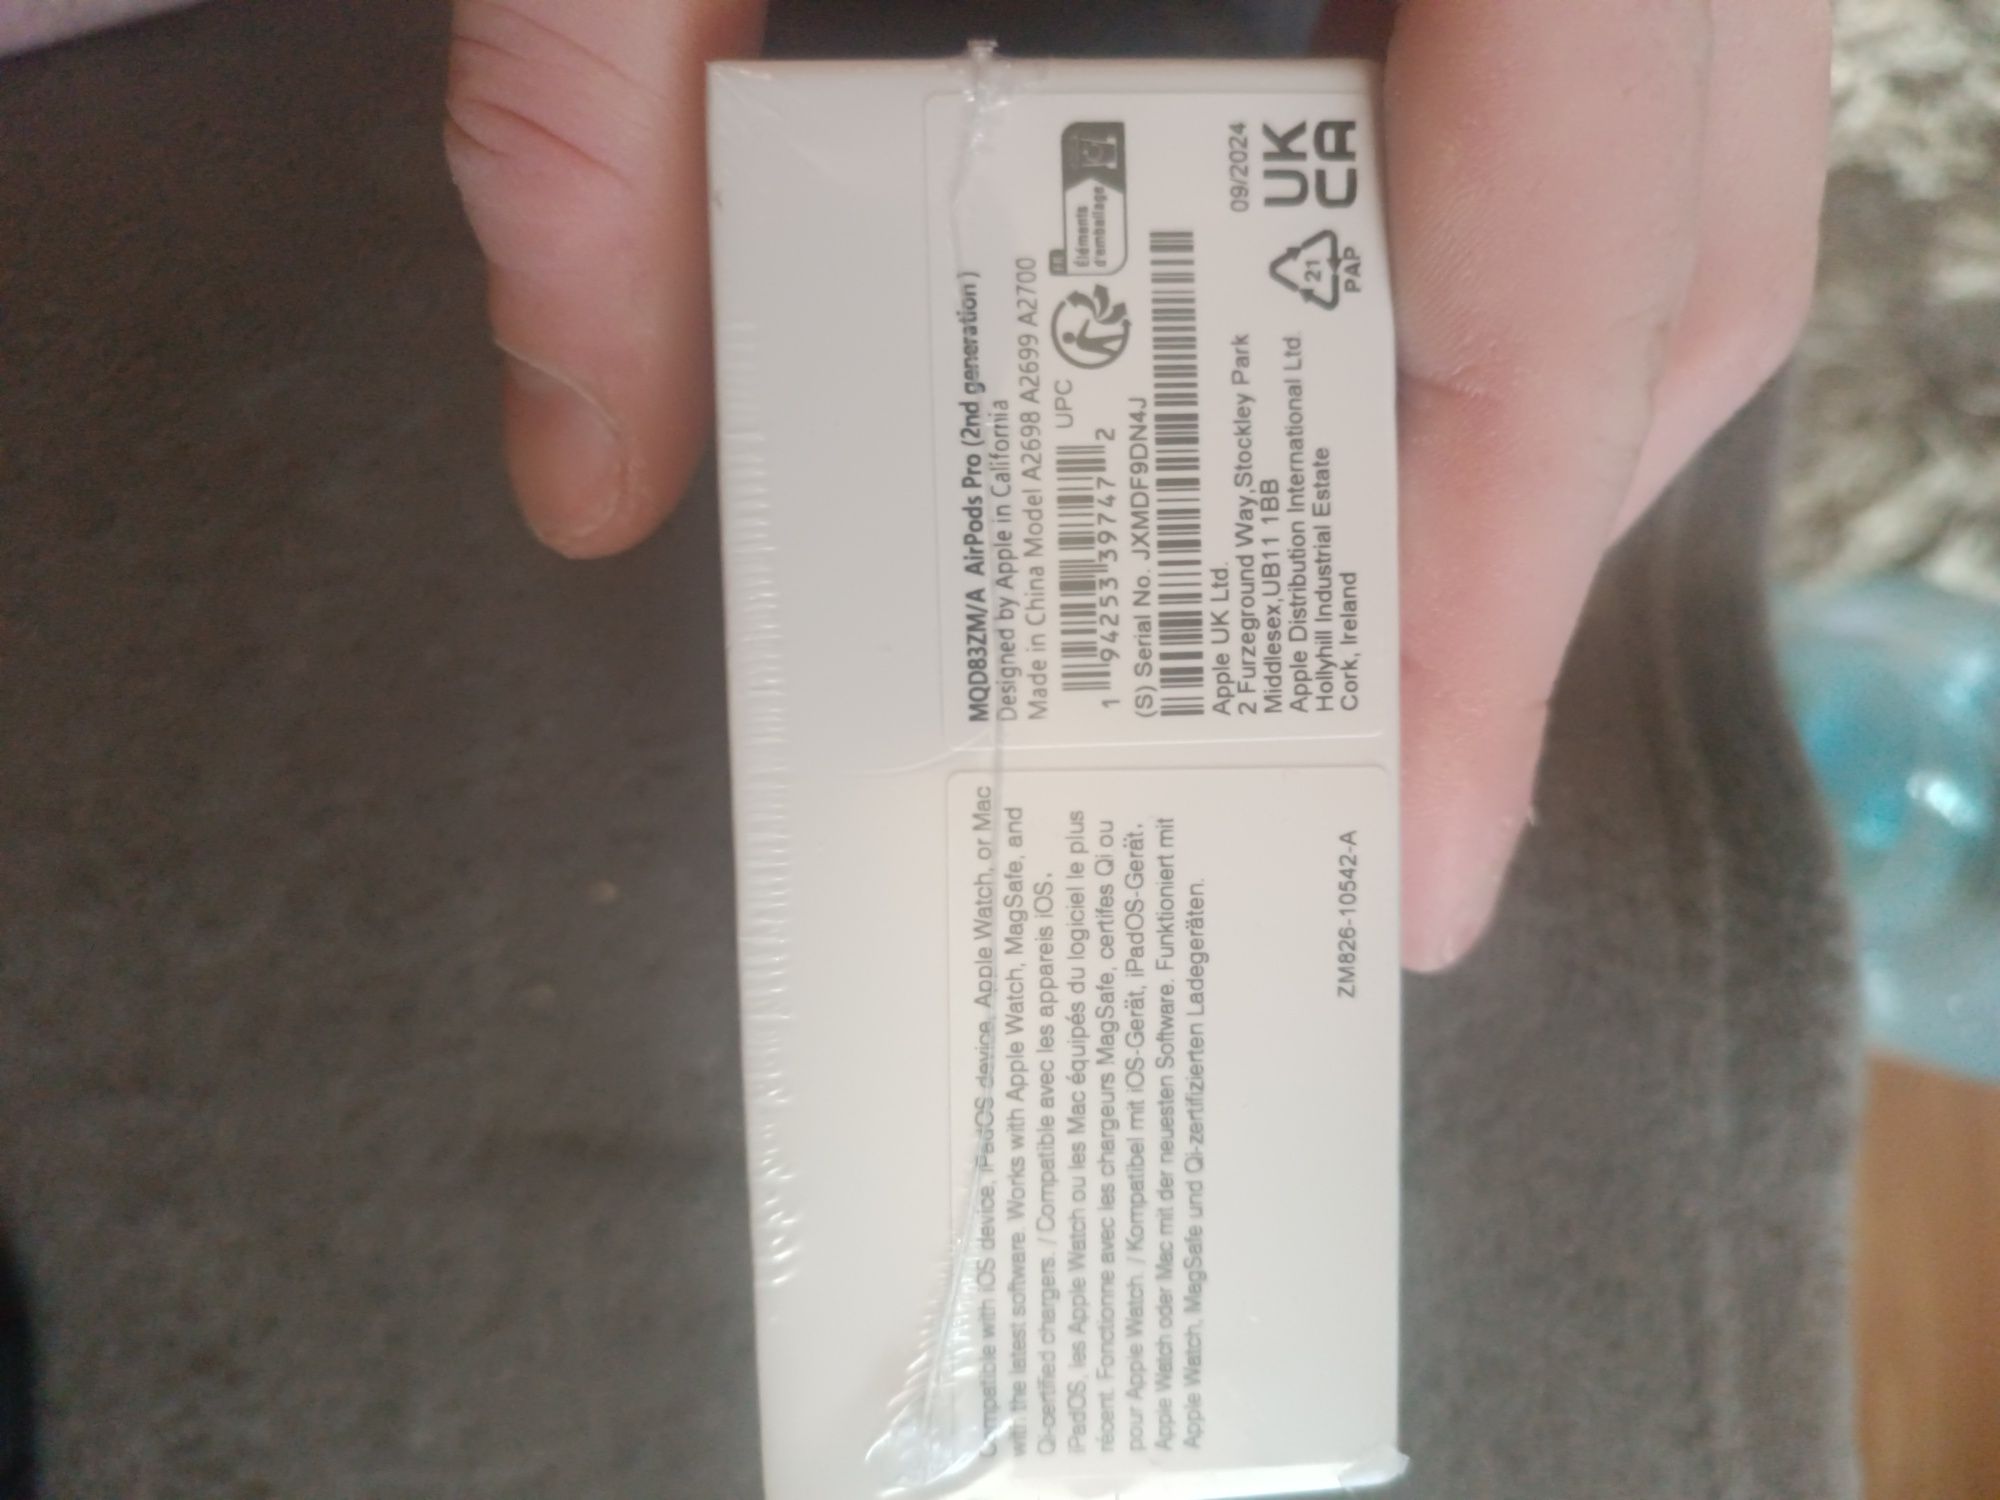 MQD83ZM/A AirPods Pro (2nd generation)
Designed by Apple in California
Made in China Model A2698 A2699 A2700
1 94253 39747 2
UPC
FR
Éléments
d'emballage
(S) Serial No. JXMDF9DN4J
Apple UK Ltd.
2 Furzeground Way,Stockley Park
Middlesex,UB11 1BB
Apple Distribution International Ltd.
Hollyhill Industrial Estate
Cork, Ireland
09/2024
UK
CA
21
PAP
Compatible with iOS device, iPadOS device, Apple Watch, or Mac
with the latest software. Works with Apple Watch, MagSafe, and
Qi-certified chargers. / Compatible avec les appareis iOS,
iPadOS, les Apple Watch ou les Mac équipés du logiciel le plus
récent. Fonctionne avec les chargeurs MagSafe, certifes Qi ou
pour Apple Watch. / Kompatibel mit iOS-Gerät, iPadOS-Gerät,
Apple Watch oder Mac mit der neuesten Software. Funktioniert mit
Apple Watch, MagSafe und Qi-zertifizierten Ladegeräten.
ZM826-10542-A